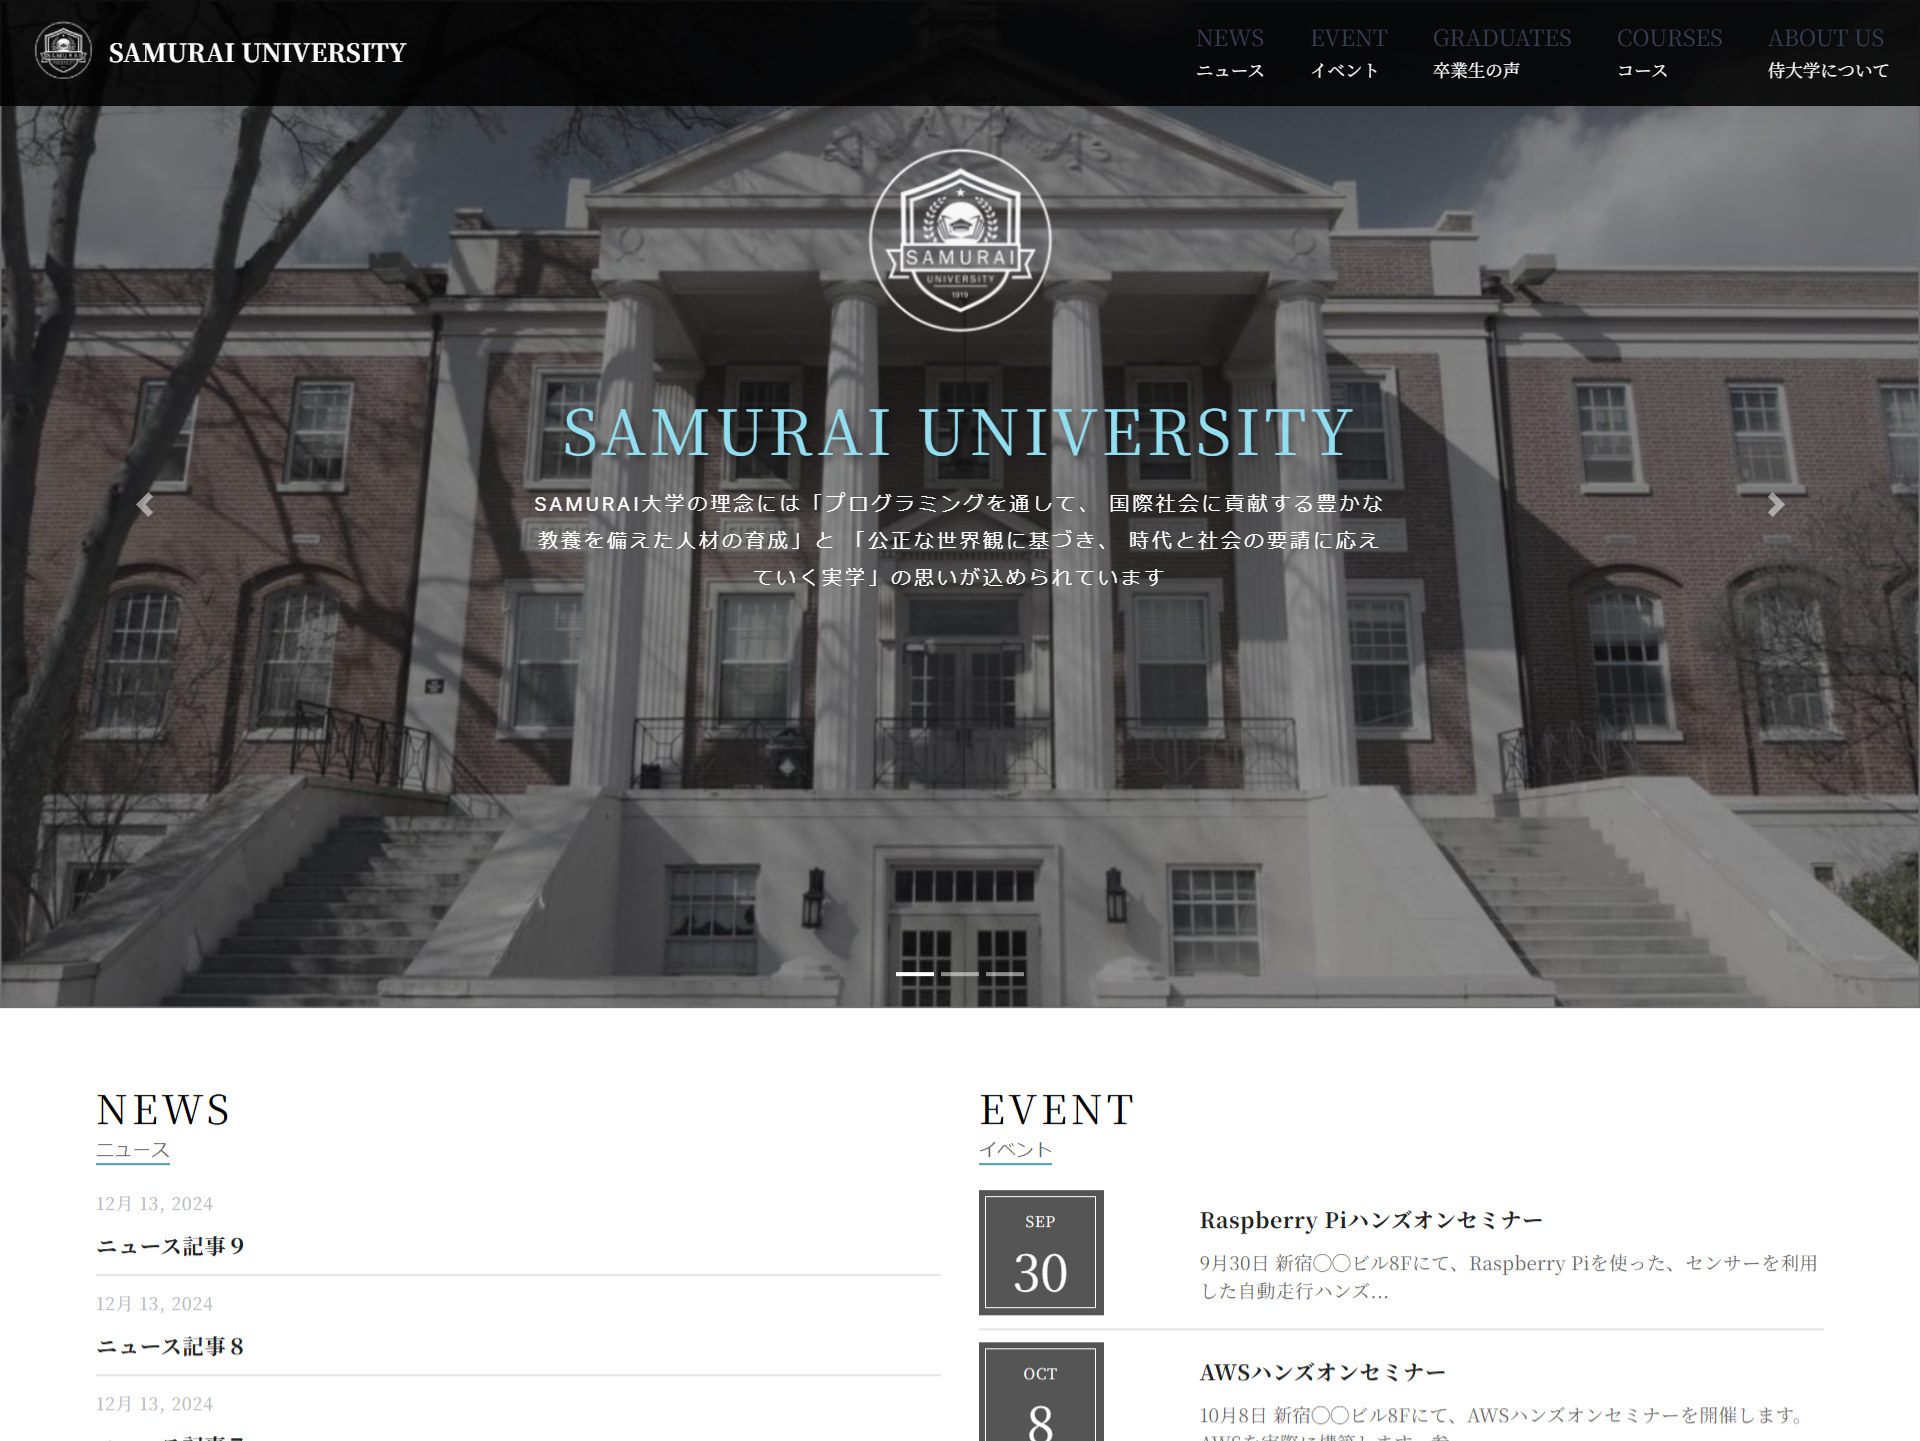 SAMURAI UNIVERSITY
NEWS
ニュース
EVENT
イベント
GRADUATES
卒業生の声
COURSES
コース
ABOUT US
侍大学について
SAMURAI
UNIVERSITY
1919
SAMURAI UNIVERSITY
SAMURAI大学の理念には「プログラミングを通して、 国際社会に貢献する豊かな
教養を備えた人材の育成」と 「公正な世界観に基づき、 時代と社会の要請に応え
ていく実学」の思いが込められています
NEWS
ニュース
12月 13, 2024
ニュース記事９
12月 13, 2024
ニュース記事８
12月 13, 2024
EVENT
イベント
SEP
30
Raspberry Piハンズオンセミナー
9月30日 新宿◯◯ビル8Fにて、Raspberry Piを使った、センサーを利用
した自動走行ハンズ...
OCT
8
AWSハンズオンセミナー
10月8日 新宿◯◯ビル8Fにて、AWSハンズオンセミナーを開催します。